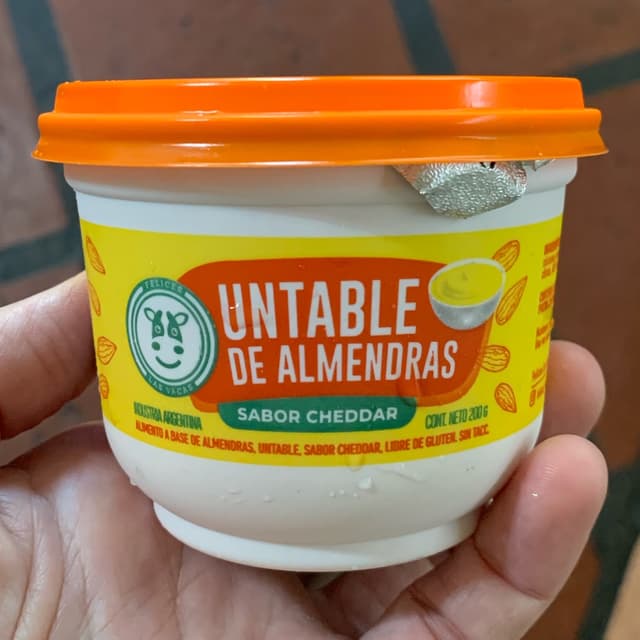 FELICES
LAS VACAS
UNTABLE
DE ALMENDRAS
SABOR CHEDDAR
INDUSTRIA ARGENTINA
CONT. NETO 200 G
ALIMENTO A BASE DE ALMENDRAS, UNTABLE, SABOR CHEDDAR, LIBRE DE GLUTEN. SIN TACC.